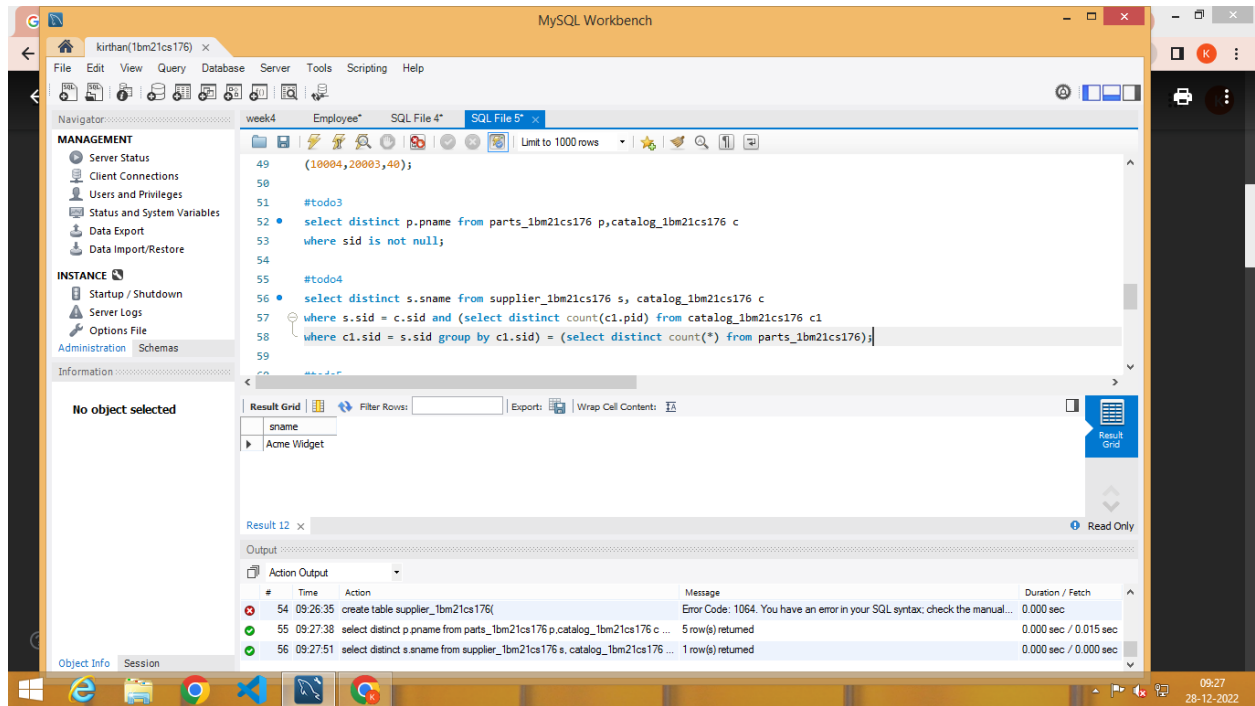 MySQL Workbench
kirthan(1bm21cs176) ×
File Edit View Query Database Server Tools Scripting Help
Navigator
MANAGEMENT
Server Status
Client Connections
Users and Privileges
Status and System Variables
Data Export
Data Import/Restore
INSTANCE
Startup / Shutdown
Server Logs
Options File
Administration Schemas
Information
No object selected
Object Info Session
week4 Employee* SQL File 4* SQL File 5* ×
Limit to 1000 rows
49 (10004,20003,40);
50
51 #todo3
52 select distinct p.pname from parts_1bm21cs176 p,catalog_1bm21cs176 c
53 where sid is not null;
54
55 #todo4
56 select distinct s.sname from supplier_1bm21cs176 s, catalog_1bm21cs176 c
57 where s.sid = c.sid and (select distinct count(c1.pid) from catalog_1bm21cs176 c1
58 where c1.sid = s.sid group by c1.sid) = (select distinct count(*) from parts_1bm21cs176);
59
Result Grid Filter Rows: Export: Wrap Cell Content:
sname
Acme Widget
Result Grid
Result 12 × Read Only
Output
Action Output
# Time Action Message Duration / Fetch
54 09:26:35 create table supplier_1bm21cs176( Error Code: 1064. You have an error in your SQL syntax; check the manual... 0.000 sec
55 09:27:38 select distinct p.pname from parts_1bm21cs176 p,catalog_1bm21cs176 c ... 5 row(s) returned 0.000 sec / 0.015 sec
56 09:27:51 select distinct s.sname from supplier_1bm21cs176 s, catalog_1bm21cs176 ... 1 row(s) returned 0.000 sec / 0.000 sec
K
09:27
28-12-2022